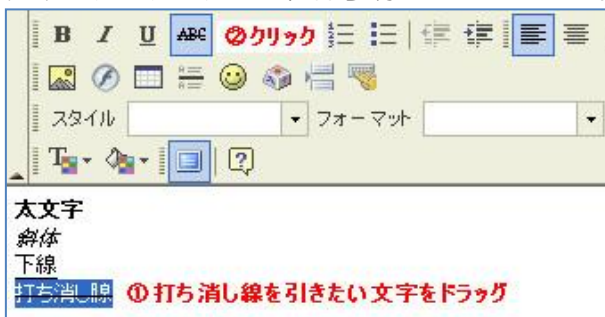 B I U ABC ②クリック
スタイル フォーマット
T
太文字
斜体
下線
打ち消し線 ①打ち消し線を引きたい文字をドラッグ